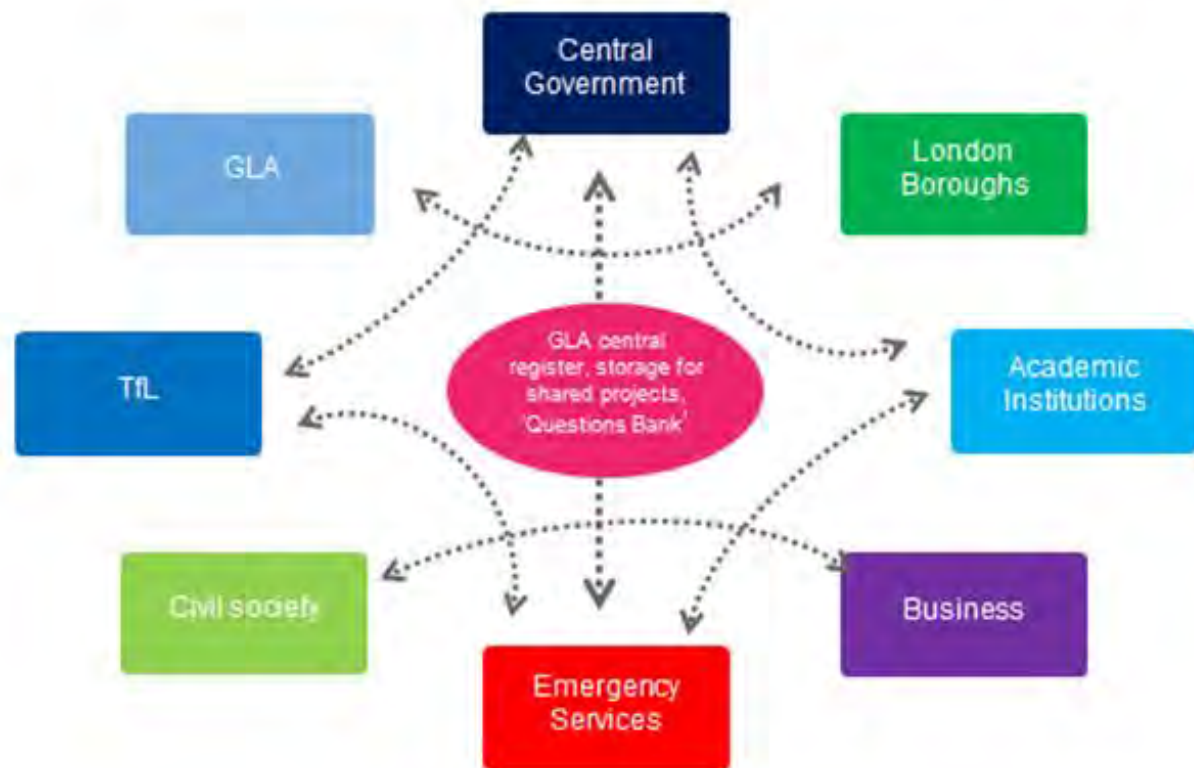 Central
Government
GLA
London
Boroughs
GLA central
register, storage for
shared projects,
'Questions Bank'
TfL
Academic
Institutions
Civil society
Business
Emergency
Services